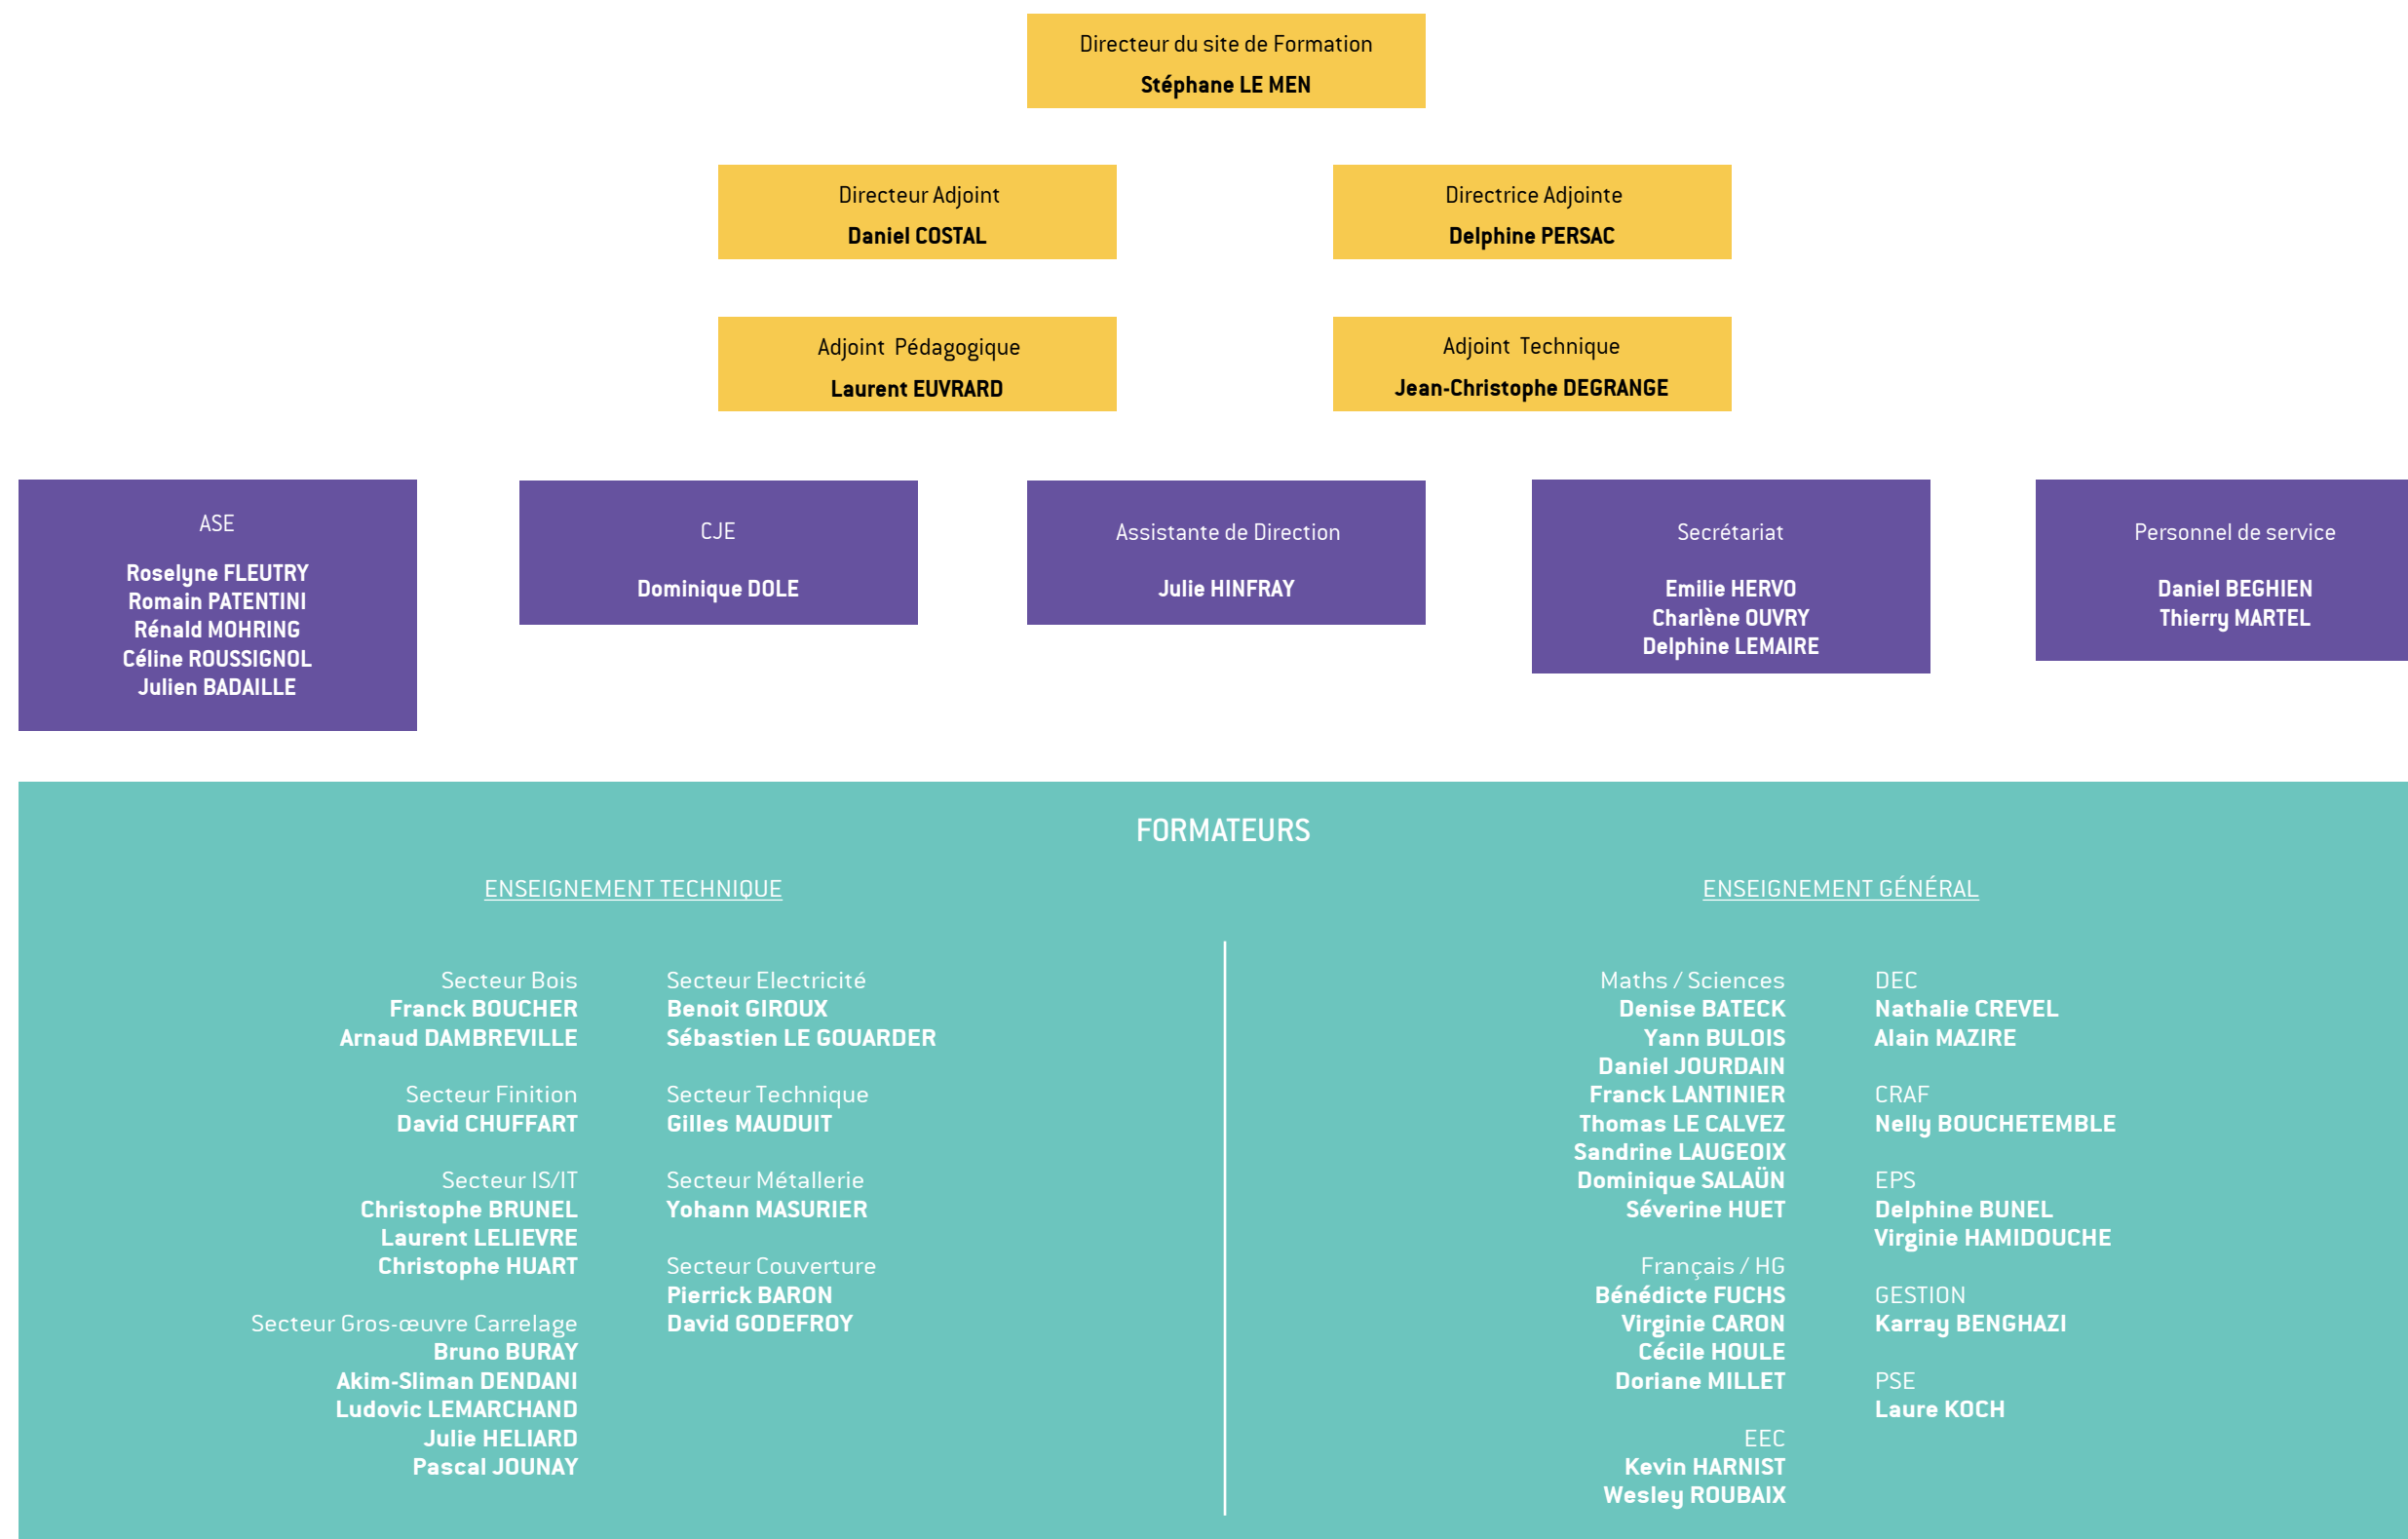 Directeur du site de Formation
Stéphane LE MEN
Directeur Adjoint
Daniel COSTAL
Directrice Adjointe
Delphine PERSAC
Adjoint Pédagogique
Laurent EUVRARD
Adjoint Technique
Jean-Christophe DEGRANGE
ASE
Roselyne FLEUTRY
Romain PATENTINI
Rénald MOHRING
Céline ROUSSIGNOL
Julien BADAILLE
CJE
Dominique DOLE
Assistante de Direction
Julie HINFRAY
Secrétariat
Emilie HERVO
Charlène OUVRY
Delphine LEMAIRE
Personnel de service
Daniel BEGHIEN
Thierry MARTEL
FORMATEURS
ENSEIGNEMENT TECHNIQUE
Secteur Bois
Franck BOUCHER
Arnaud DAMBREVILLE
Secteur Finition
David CHUFFART
Secteur IS/IT
Christophe BRUNEL
Laurent LELIEVRE
Christophe HUART
Secteur Gros-œuvre Carrelage
Bruno BURAY
Akim-Sliman DENDANI
Ludovic LEMARCHAND
Julie HELIARD
Pascal JOUNAY
Secteur Electricité
Benoit GIROUX
Sébastien LE GOUARDER
Secteur Technique
Gilles MAUDUIT
Secteur Métallerie
Yohann MASURIER
Secteur Couverture
Pierrick BARON
David GODEFROY
ENSEIGNEMENT GÉNÉRAL
Maths / Sciences
Denise BATECK
Yann BULOIS
Daniel JOURDAIN
Franck LANTINIER
Thomas LE CALVEZ
Sandrine LAUGEOIX
Dominique SALAÜN
Séverine HUET
Français / HG
Bénédicte FUCHS
Virginie CARON
Cécile HOULE
Doriane MILLET
EEC
Kevin HARNIST
Wesley ROUBAIX
DEC
Nathalie CREVEL
Alain MAZIRE
CRAF
Nelly BOUCHETEMBLE
EPS
Delphine BUNEL
Virginie HAMIDOUCHE
GESTION
Karray BENGHAZI
PSE
Laure KOCH